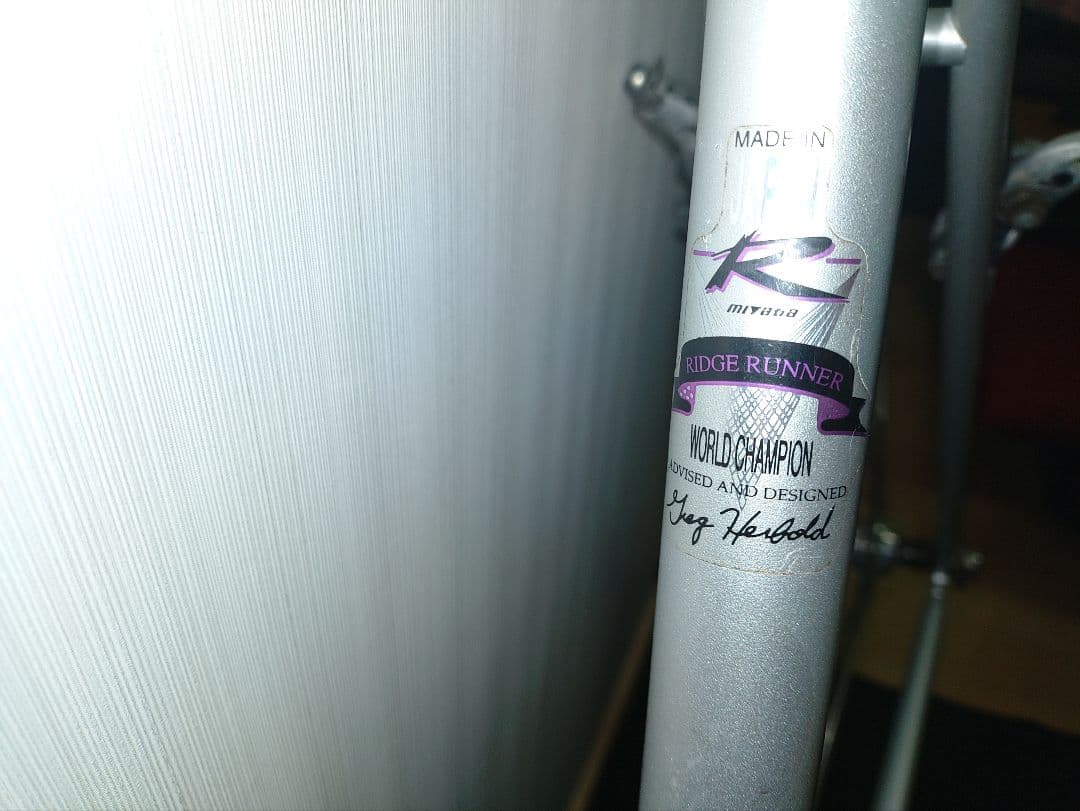 MADE IN
R
miyata
RIDGE RUNNER
WORLD CHAMPION
ADVISED AND DESIGNED
Greg Herbold